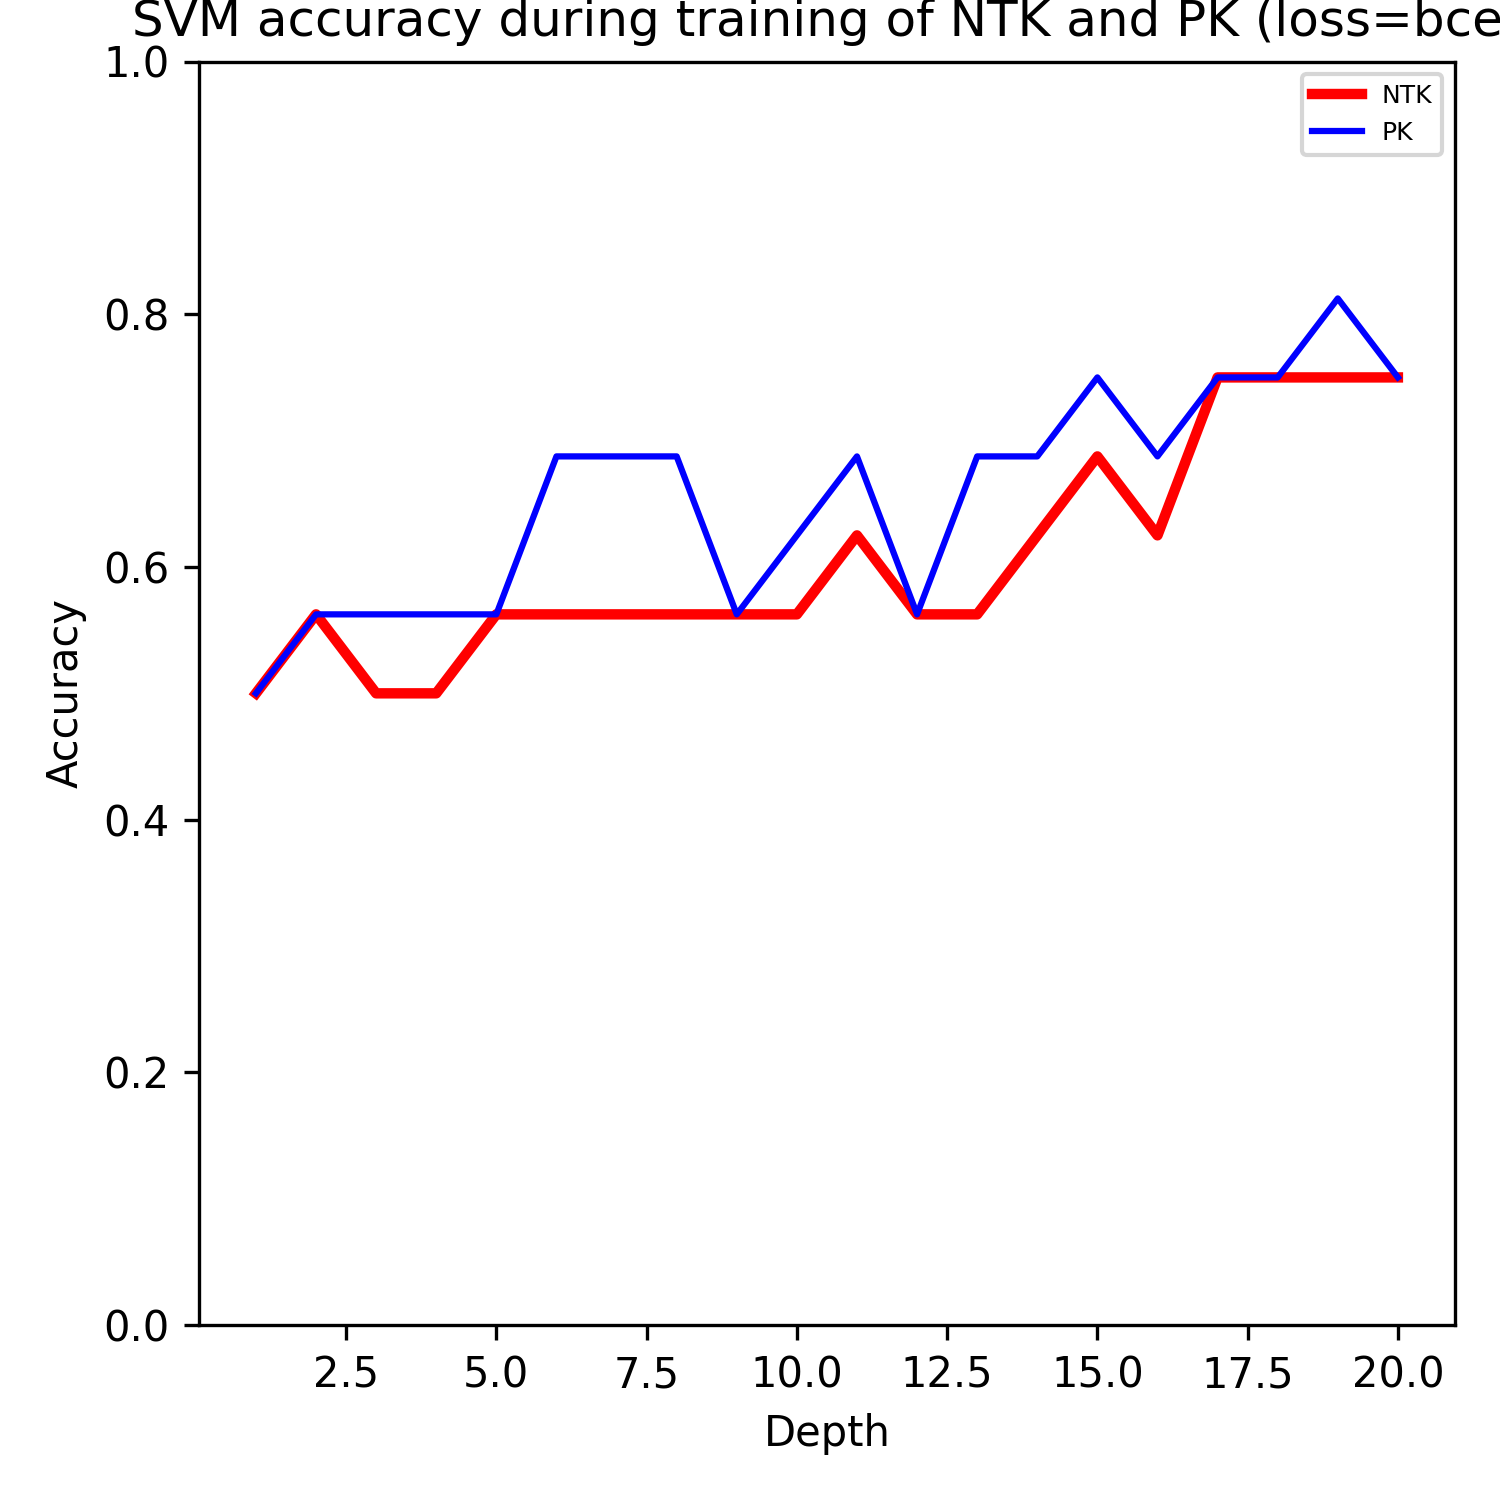 SVM accuracy during training of NTK and PK (loss=bce
NTK
PK
1.0
0.8
0.6
0.4
0.2
0.0
Accuracy
2.5 5.0 7.5 10.0 12.5 15.0 17.5 20.0
Depth